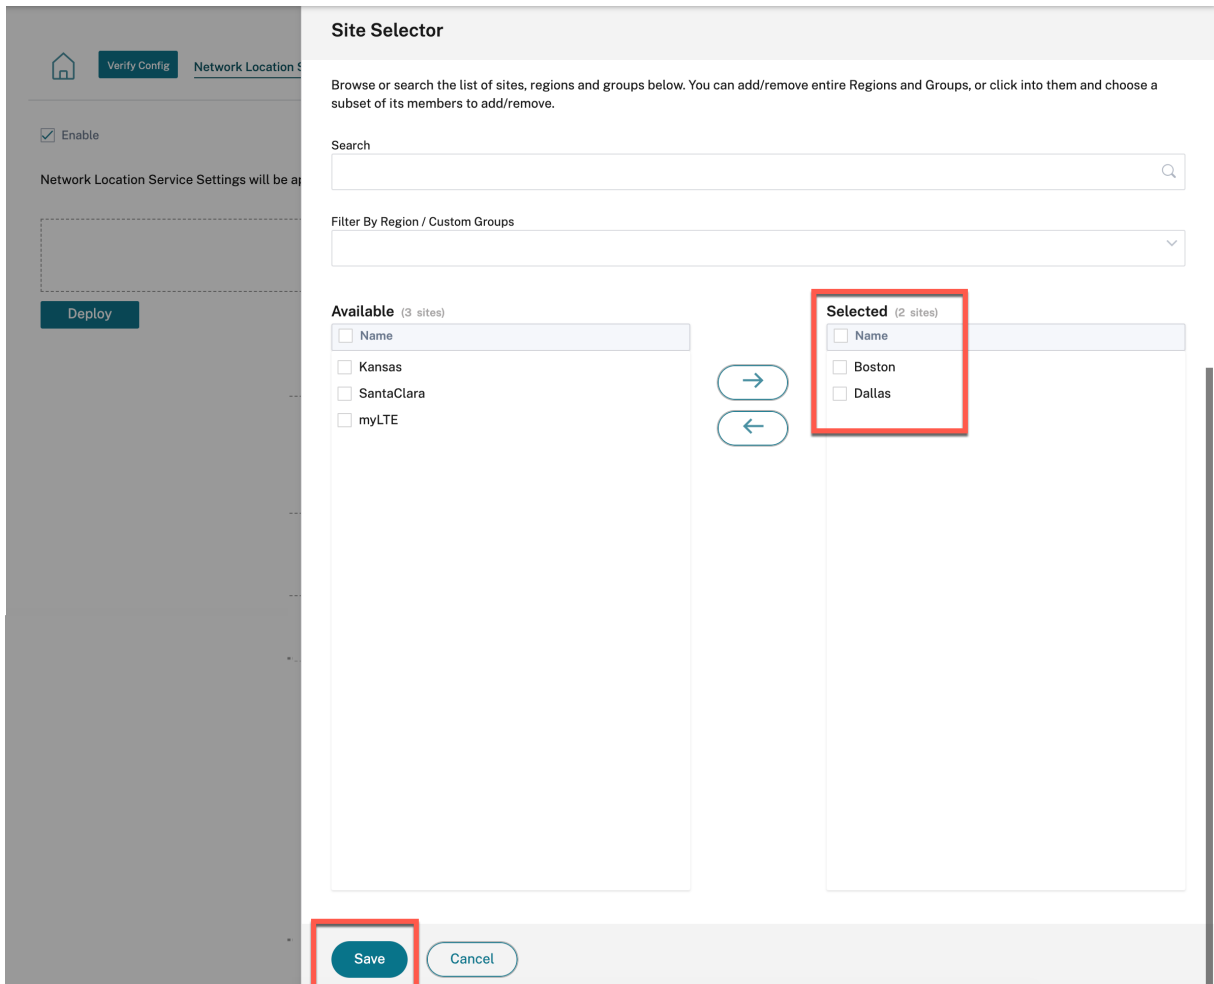 Site Selector
Verify Config
Network Location S
Browse or search the list of sites, regions and groups below. You can add/remove entire Regions and Groups, or click into them and choose a
subset of its members to add/remove.
Enable
Search
Network Location Service Settings will be ap
Filter By Region / Custom Groups
Deploy
Available (3 sites)
Name
Kansas
SantaClara
myLTE
Selected (2 sites)
Name
Boston
Dallas
Save
Cancel